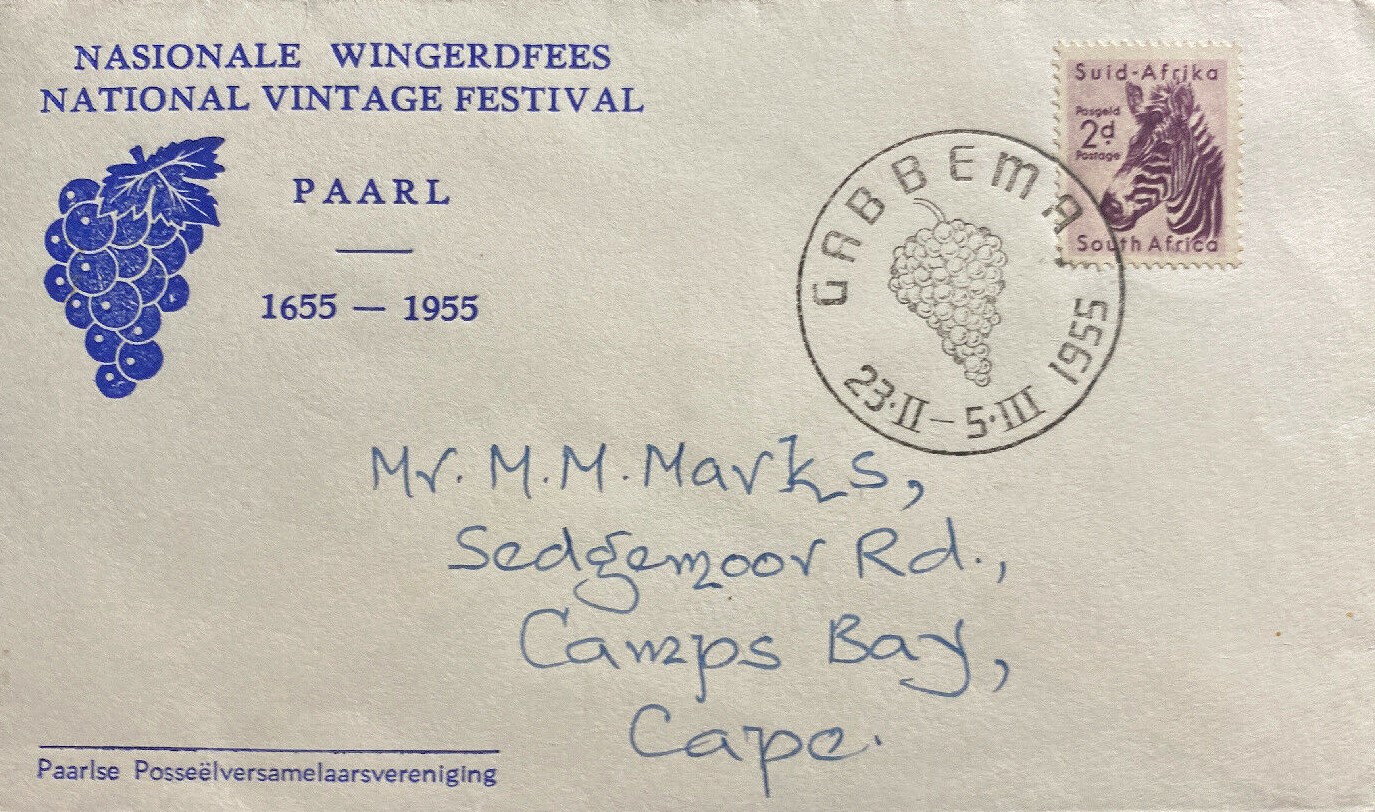 NASIONALE WINGERDFEES
NATIONAL VINTAGE FESTIVAL
PAARL
1655 — 1955
Suid-Afrika
Posgeld
2d
Postage
South Africa
GABBEMA
23·II – 5·III 1955
Mr. M.M. Marks,
Sedgemoor Rd.,
Camps Bay,
Cape.
Paarlse Posseëlversamelaarsvereniging